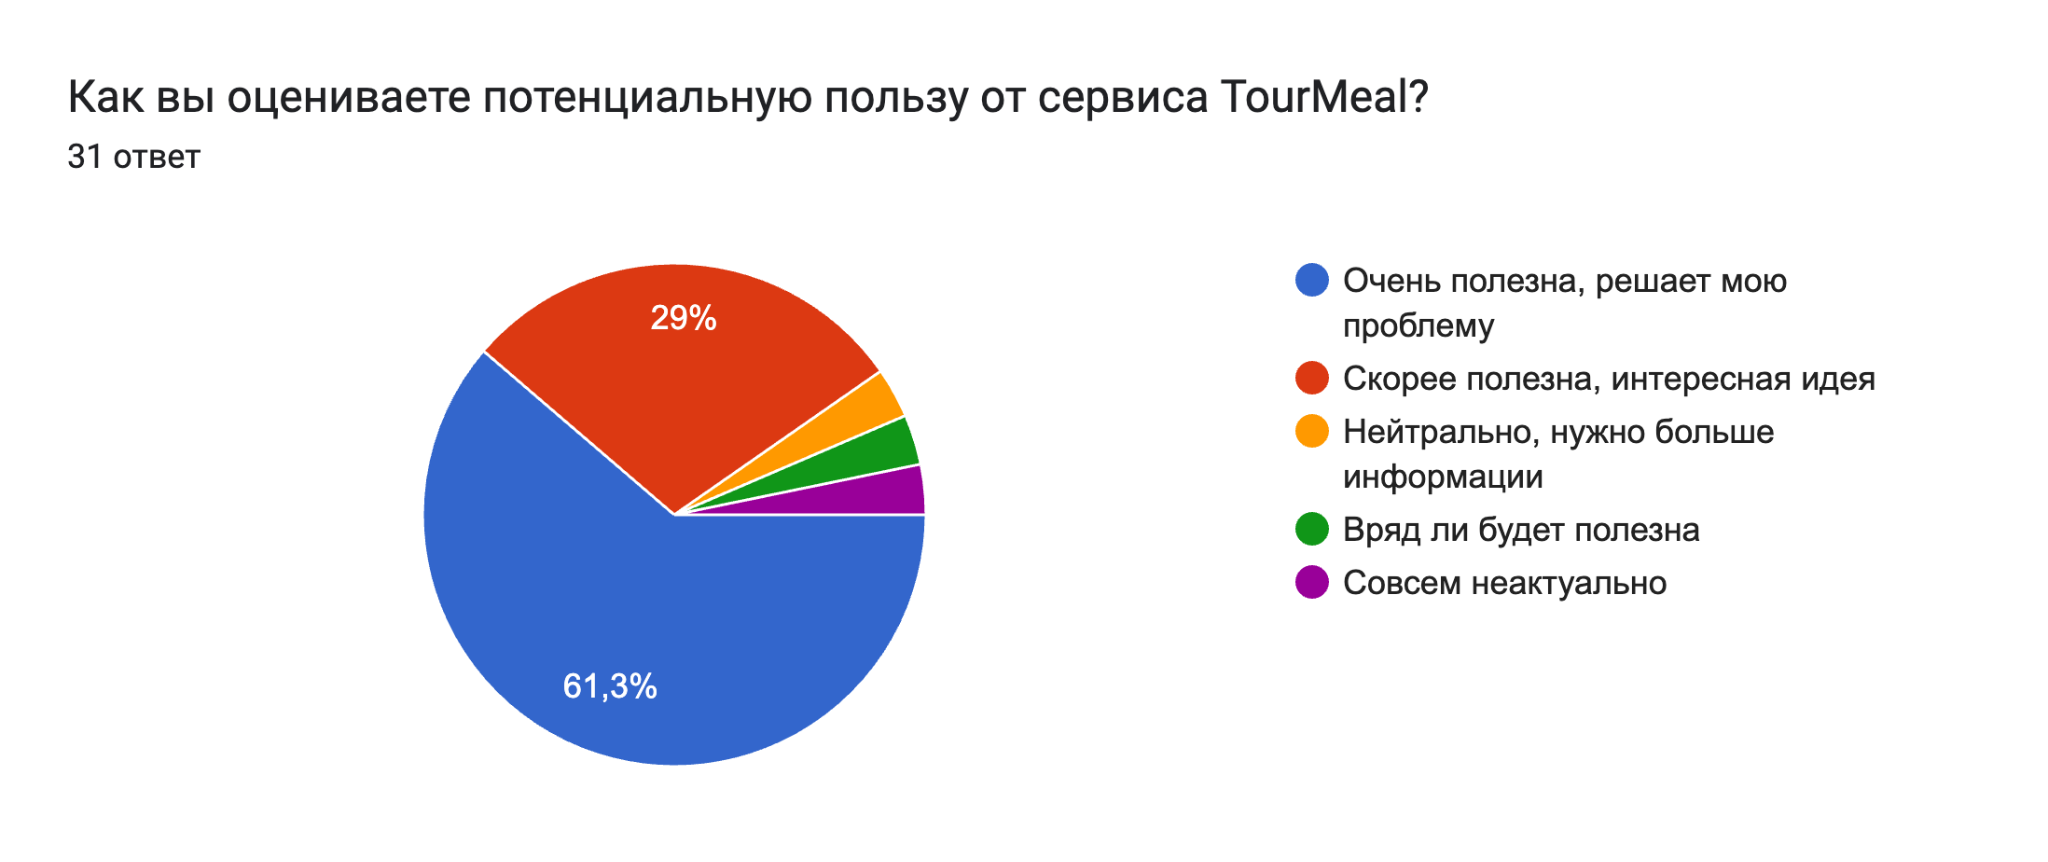 Как вы оцениваете потенциальную пользу от сервиса TourMeal?
31 ответ
29%
61,3%
Очень полезна, решает мою
проблему
Скорее полезна, интересная идея
Нейтрально, нужно больше
информации
Вряд ли будет полезна
Совсем неактуально